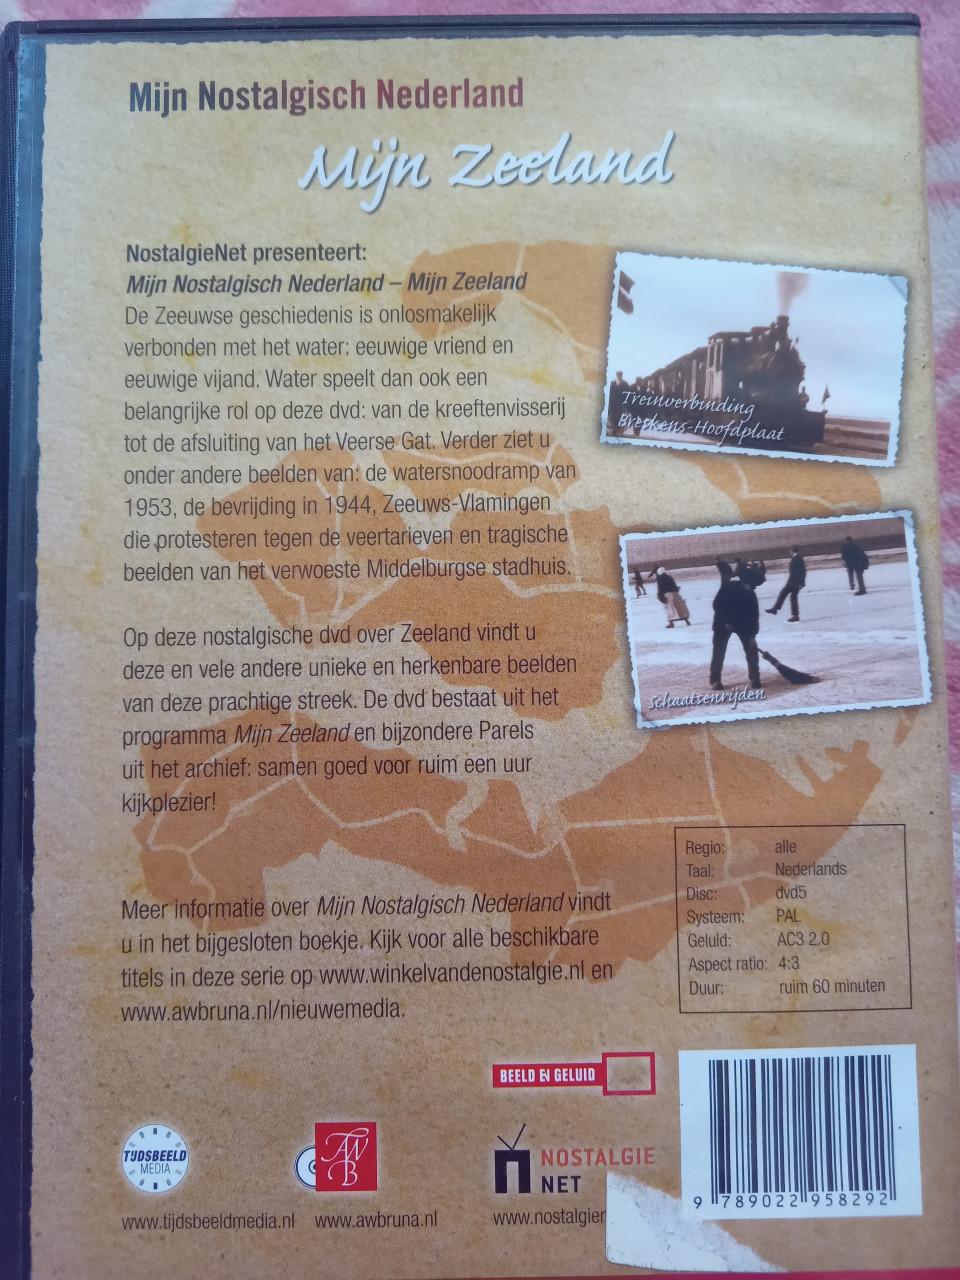 Mijn Nostalgisch Nederland
Mijn Zeeland
NostalgieNet presenteert:
Mijn Nostalgisch Nederland – Mijn Zeeland
De Zeeuwse geschiedenis is onlosmakelijk
verbonden met het water: eeuwige vriend en
eeuwige vijand. Water speelt dan ook een
belangrijke rol op deze dvd: van de kreeftenvisserij
tot de afsluiting van het Veerse Gat. Verder ziet u
onder andere beelden van: de watersnoodramp van
1953, de bevrijding in 1944, Zeeuws-Vlamingen
die protesteren tegen de veertarieven en tragische
beelden van het verwoeste Middelburgse stadhuis.
Treinverbinding
Breskens-Hoofdplaat
Schaatsenrijden
Op deze nostalgische dvd over Zeeland vindt u
deze en vele andere unieke en herkenbare beelden
van deze prachtige streek. De dvd bestaat uit het
programma Mijn Zeeland en bijzondere Parels
uit het archief: samen goed voor ruim een uur
kijkplezier!
Meer informatie over Mijn Nostalgisch Nederland vindt
u in het bijgesloten boekje. Kijk voor alle beschikbare
titels in deze serie op www.winkelvandenostalgie.nl en
www.awbruna.nl/nieuwemedia.
Regio: alle
Taal: Nederlands
Disc: dvd5
Systeem: PAL
Geluid: AC3 2.0
Aspect ratio: 4:3
Duur: ruim 60 minuten
BEELD EN GELUID
TIJDSBEELD
MEDIA
AW
B
NOSTALGIE
NET
www.tijdsbeeldmedia.nl
www.awbruna.nl
www.nostalgier
9 789022 958292